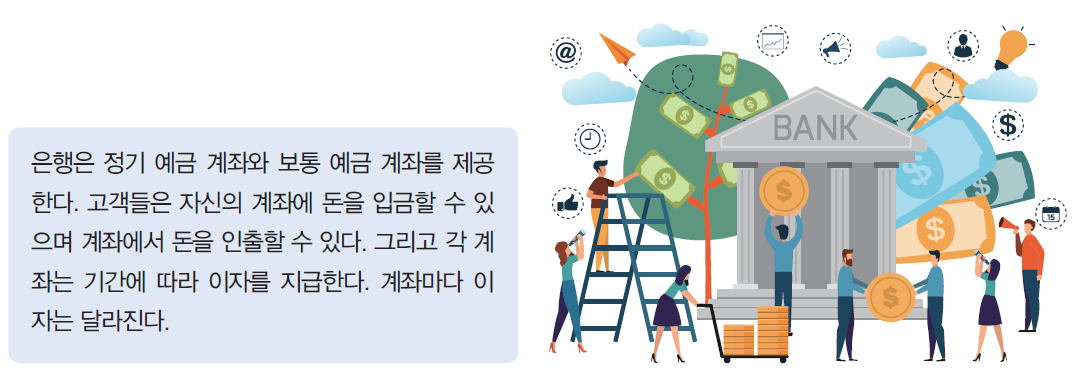 은행은 정기 예금 계좌와 보통 예금 계좌를 제공
한다. 고객들은 자신의 계좌에 돈을 입금할 수 있
으며 계좌에서 돈을 인출할 수 있다. 그리고 각 계
좌는 기간에 따라 이자를 지급한다. 계좌마다 이
자는 달라진다.
@
BANK
$
15